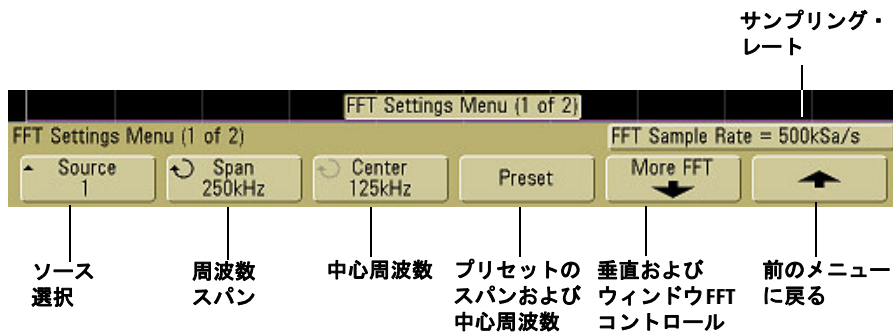 サンプリング・
レート
FFT Settings Menu (1 of 2)
FFT Settings Menu (1 of 2)
FFT Sample Rate = 500kSa/s
Source
1
Span
250kHz
Center
125kHz
Preset
More FFT
ソース
選択
周波数
スパン
中心周波数
プリセットの
スパンおよび
中心周波数
垂直および
ウィンドウFFT
コントロール
前のメニュー
に戻る